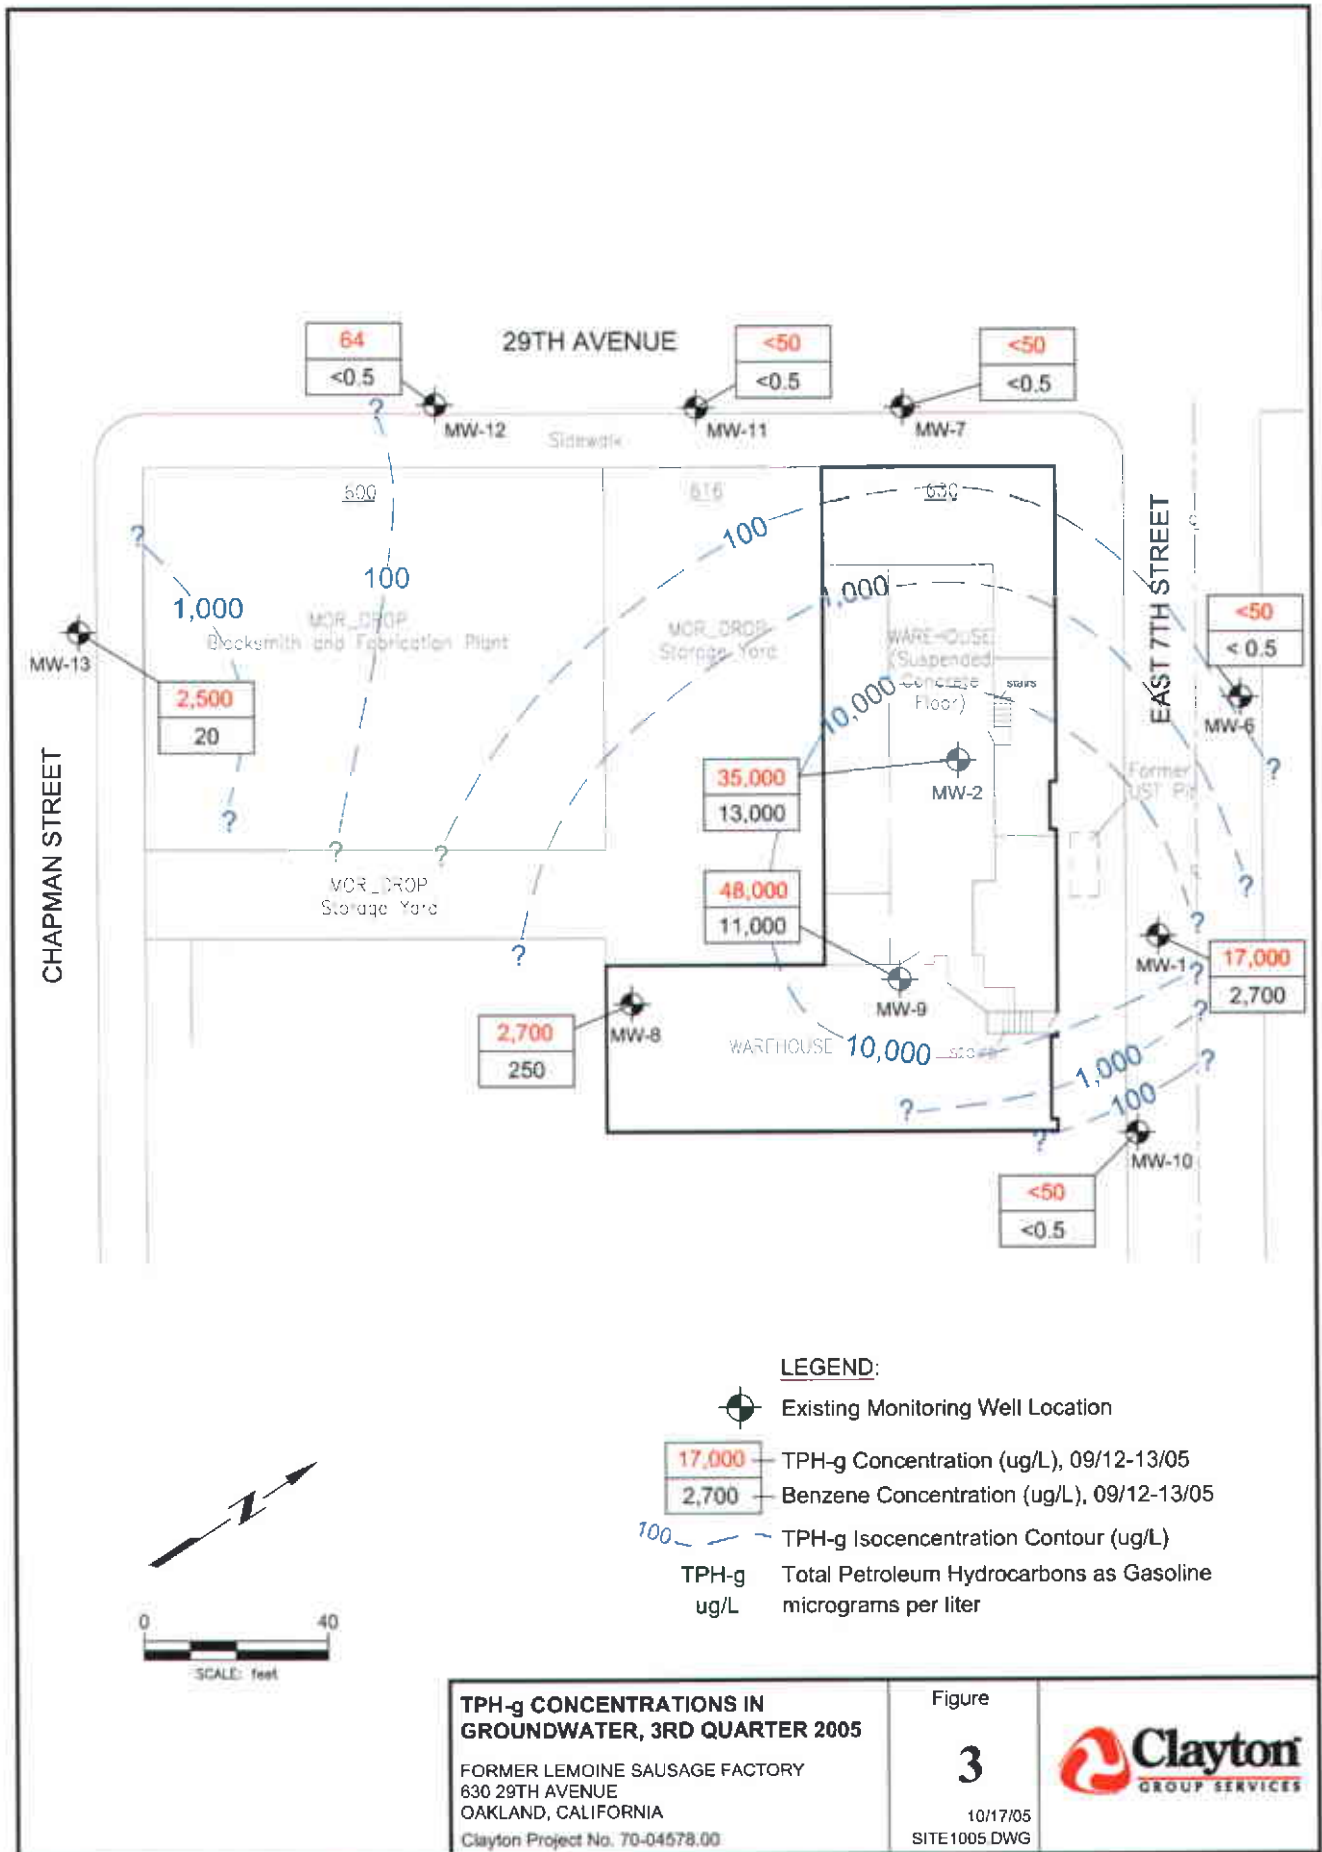 64
<0.5
29TH AVENUE
<50
<0.5
<50
<0.5
?
MW-12
MW-11
MW-7
Sidewalk
600
616
630
?
100
100
1,000
1,000
EAST 7TH STREET
<50
< 0.5
MW-6
MW-13
MOR_DROP
Blacksmith and Fabrication Plant
MOR_DROP
Storage Yard
WAREHOUSE
(Suspended
Concrete
Floor)
stairs
2,500
20
10,000
35,000
13,000
MW-2
Former
UST Pit
?
?
?
?
?
CHAPMAN STREET
MOR_DROP
Storage Yard
48,000
11,000
?
?
MW-1
17,000
2,700
?
?
MW-9
MW-8
2,700
250
WAREHOUSE
10,000
stairs
1,000
?
?
100
?
MW-10
<50
<0.5
LEGEND:
Existing Monitoring Well Location
17,000
TPH-g Concentration (ug/L), 09/12-13/05
2,700
Benzene Concentration (ug/L), 09/12-13/05
100
TPH-g Isocencentration Contour (ug/L)
TPH-g Total Petroleum Hydrocarbons as Gasoline
ug/L micrograms per liter
Z
0 40
SCALE: feet
TPH-g CONCENTRATIONS IN
GROUNDWATER, 3RD QUARTER 2005
FORMER LEMOINE SAUSAGE FACTORY
630 29TH AVENUE
OAKLAND, CALIFORNIA
Clayton Project No. 70-04578.00
Figure
3
10/17/05
SITE1005.DWG
Clayton
GROUP SERVICES